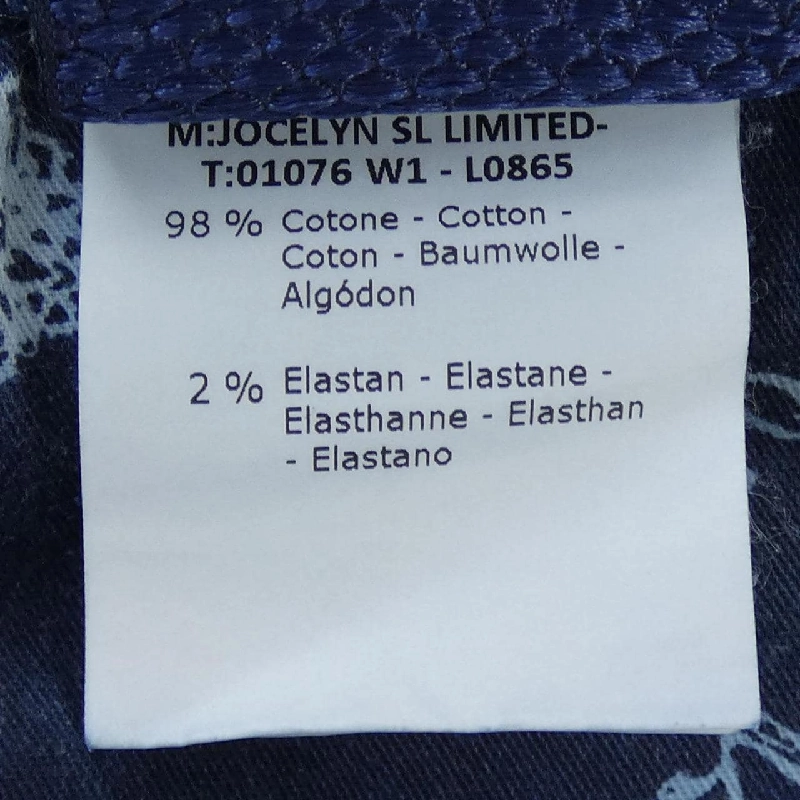 M:JOCELYN SL LIMITED-
T:01076 W1 - L0865
98 % Cotone - Cotton -
Coton - Baumwolle -
Algódon
2 % Elastan - Elastane -
Elasthanne - Elasthan
- Elastano